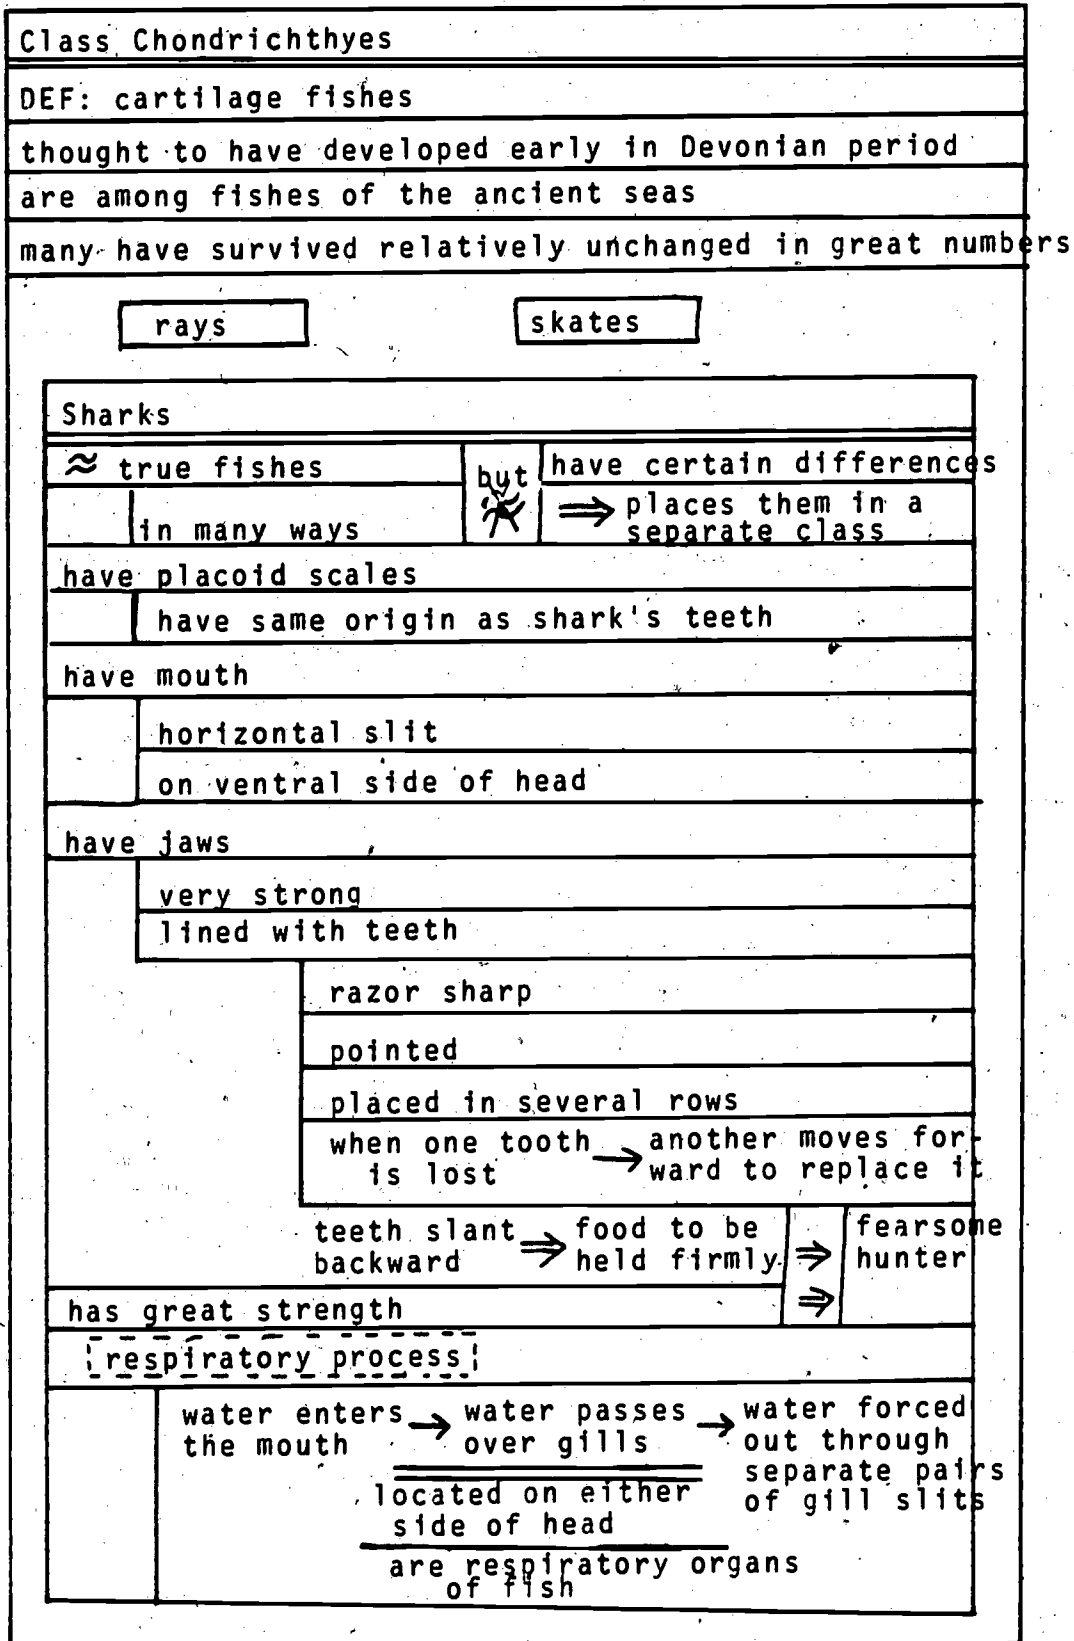 Class Chondrichthyes
DEF: cartilage fishes
thought to have developed early in Devonian period
are among fishes of the ancient seas
many have survived relatively unchanged in great numbers
rays
skates
Sharks
≈ true fishes
in many ways
but
have certain differences
⇒ places them in a
separate class
have placoid scales
have same origin as shark's teeth
have mouth
horizontal slit
on ventral side of head
have jaws
very strong
lined with teeth
razor sharp
pointed
placed in several rows
when one tooth
is lost
→ another moves for-
ward to replace it
teeth slant
backward
⇒ food to be
held firmly
⇒
⇒
fearsome
hunter
has great strength
respiratory process
water enters
the mouth
→ water passes
over gills
located on either
side of head
are respiratory organs
of fish
→ water forced
out through
separate pairs
of gill slits